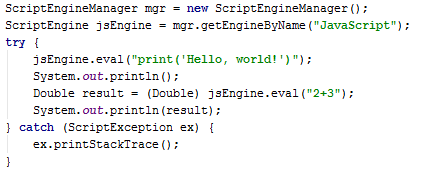 ScriptEngineManager mgr = new ScriptEngineManager();
ScriptEngine jsEngine = mgr.getEngineByName("JavaScript");
try {
    jsEngine.eval("print('Hello, world!')");
    System.out.println();
    Double result = (Double) jsEngine.eval("2+3");
    System.out.println(result);
} catch (ScriptException ex) {
    ex.printStackTrace();
}